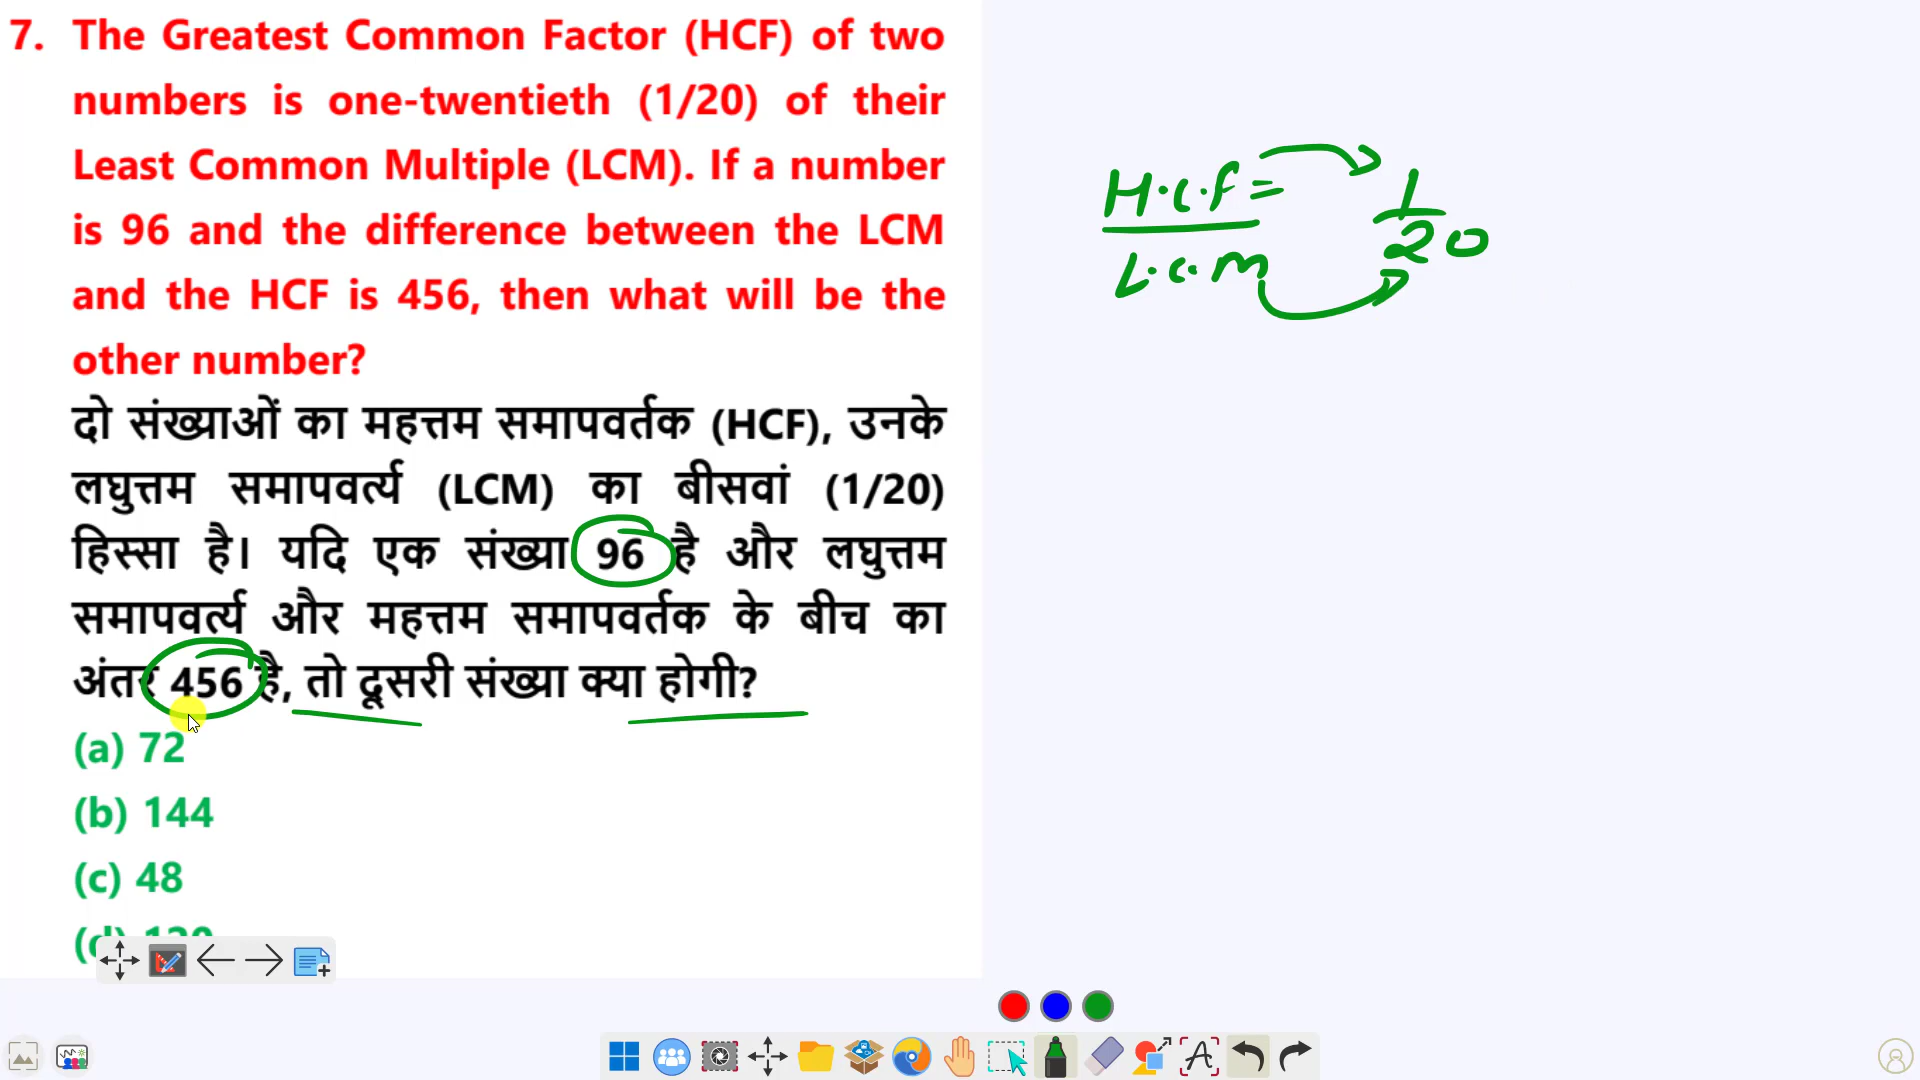 7. The Greatest Common Factor (HCF) of two
numbers is one-twentieth (1/20) of their
Least Common Multiple (LCM). If a number
is 96 and the difference between the LCM
and the HCF is 456, then what will be the
other number?
दो संख्याओं का महत्तम समापवर्तक (HCF), उनके
लघुत्तम समापवर्त्य (LCM) का बीसवां (1/20)
हिस्सा है। यदि एक संख्या 96 है और लघुत्तम
समापवर्त्य और महत्तम समापवर्तक के बीच का
अंतर 456 है, तो दूसरी संख्या क्या होगी?
(a) 72
(b) 144
(c) 48
H.C.F = 1
L.C.M 20